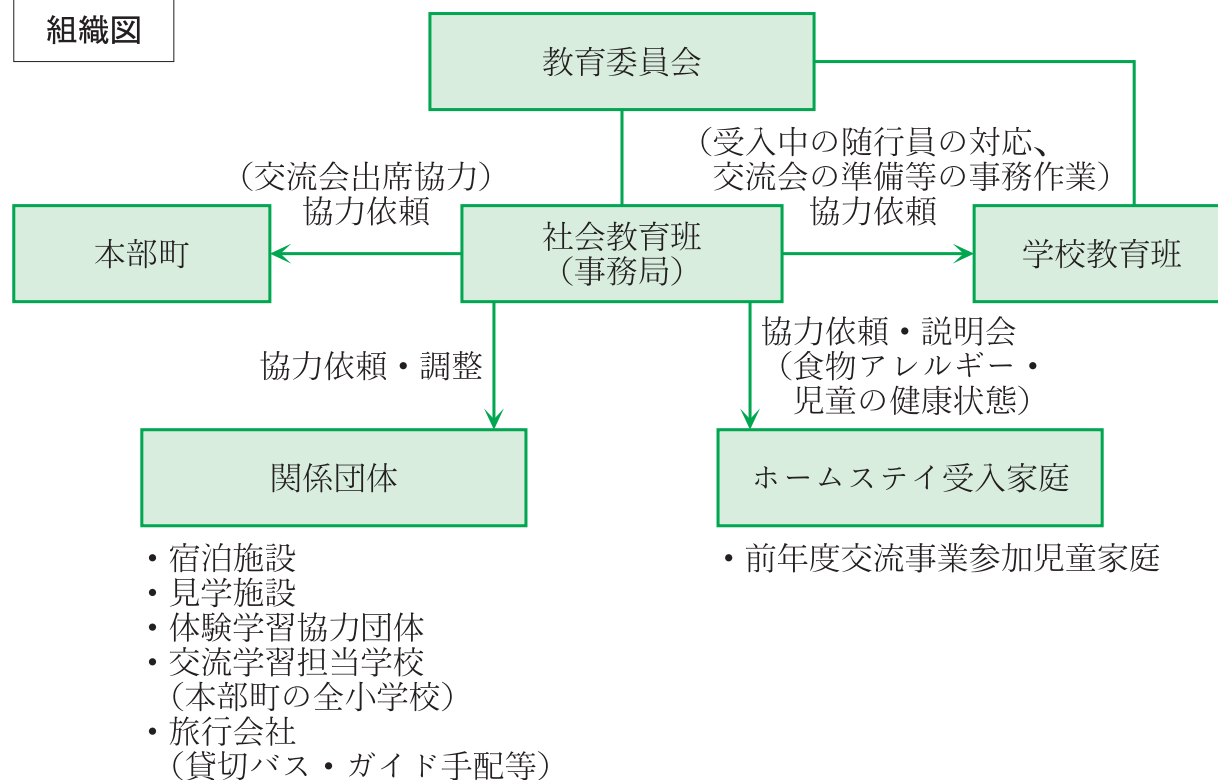 組織図
教育委員会
（交流会出席協力）
協力依頼
（受入中の随行員の対応、
交流会の準備等の事務作業）
協力依頼
本部町
社会教育班
（事務局）
学校教育班
協力依頼・調整
協力依頼・説明会
（食物アレルギー・
児童の健康状態）
関係団体
ホームステイ受入家庭
・宿泊施設
・見学施設
・体験学習協力団体
・交流学習担当学校
（本部町の全小学校）
・旅行会社
（貸切バス・ガイド手配等）
・前年度交流事業参加児童家庭